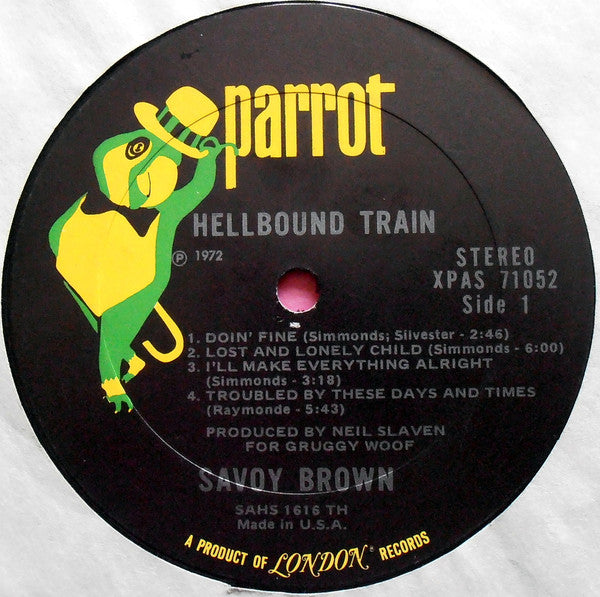 parrot
HELLBOUND TRAIN
℗ 1972
STEREO
XPAS 71052
Side 1
1. DOIN' FINE (Simmonds; Silvester - 2:46)
2. LOST AND LONELY CHILD (Simmonds - 6:00)
3. I'LL MAKE EVERYTHING ALRIGHT
(Simmonds - 3:18)
4. TROUBLED BY THESE DAYS AND TIMES
(Raymonde - 5:43)
PRODUCED BY NEIL SLAVEN
FOR GRUGGY WOOF
SAVOY BROWN
SAHS 1616 TH
Made in U.S.A.
A PRODUCT OF LONDON® RECORDS